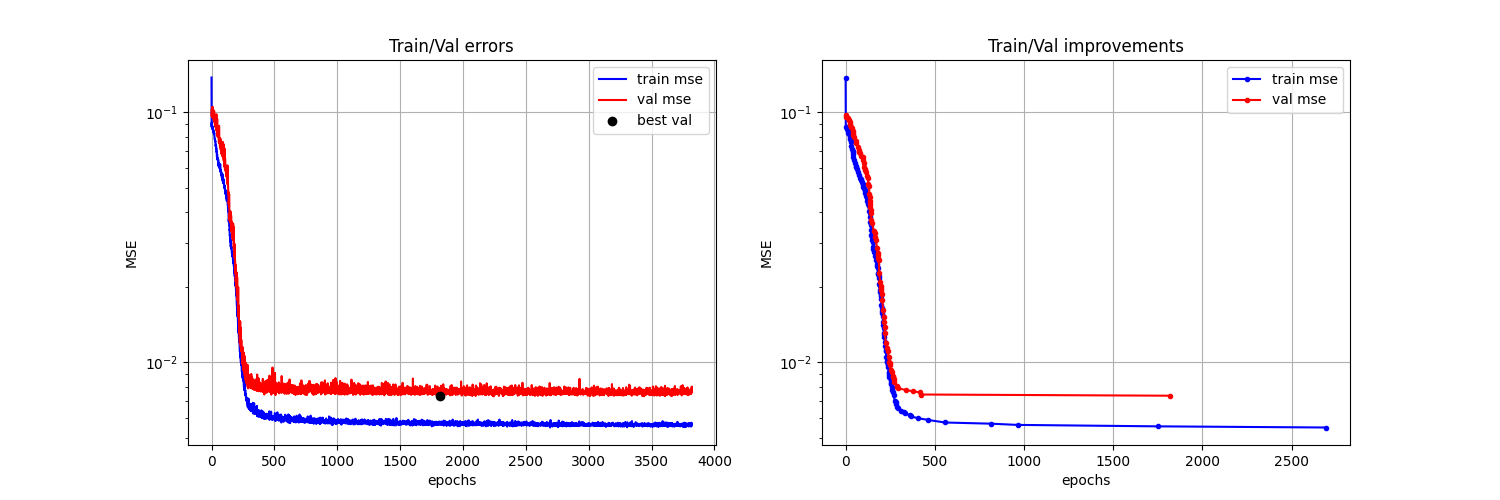 Train/Val errors
MSE
10⁻¹
10⁻²
train mse
val mse
best val
0 500 1000 1500 2000 2500 3000 3500 4000
epochs
Train/Val improvements
MSE
10⁻¹
10⁻²
train mse
val mse
0 500 1000 1500 2000 2500
epochs